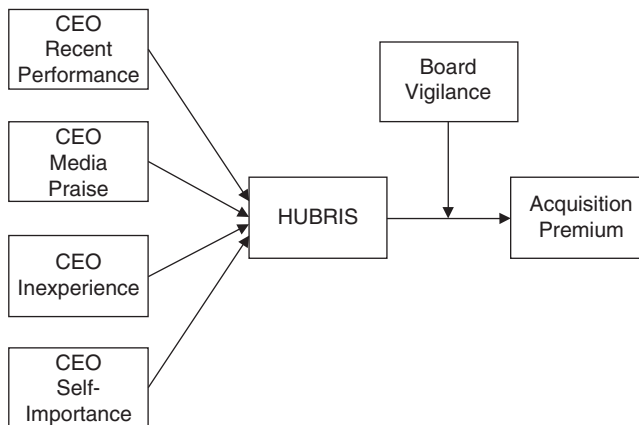 CEO
Recent
Performance
CEO
Media
Praise
CEO
Inexperience
CEO
Self-
Importance
HUBRIS
Board
Vigilance
Acquisition
Premium